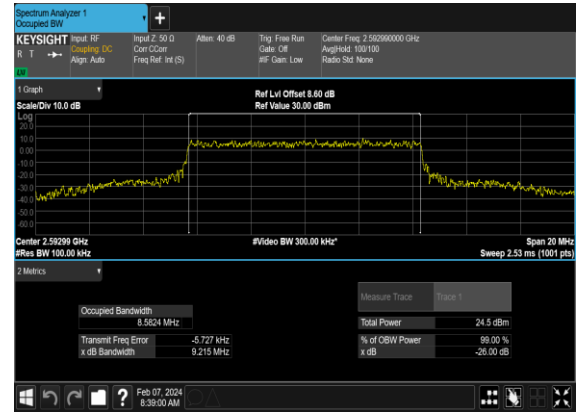 Spectrum Analyzer 1
Occupied BW
+
KEYSIGHT Input: RF Input Z: 50 Ω Atten: 40 dB Trig: Free Run Center Freq: 2.592990000 GHz
R T Coupling: DC Corr CCorr Gate: Off Avg|Hold: 100/100
Align: Auto Freq Ref: Int (S) #IF Gain: Low Radio Std: None
LVI
1 Graph
Ref Lvl Offset 8.60 dB
Scale/Div 10.0 dB Ref Value 30.00 dBm
Log
20.0
10.0
0.00
-10.0
-20.0
-30.0
-40.0
-50.0
-60.0
Center 2.59299 GHz #Video BW 300.00 kHz* Span 20 MHz
#Res BW 100.00 kHz Sweep 2.53 ms (1001 pts)
2 Metrics
Measure Trace Trace 1
Occupied Bandwidth
8.5824 MHz
Total Power 24.5 dBm
Transmit Freq Error -5.727 kHz % of OBW Power 99.00 %
x dB Bandwidth 9.215 MHz x dB -26.00 dB
? Feb 07, 2024
8:39:00 AM